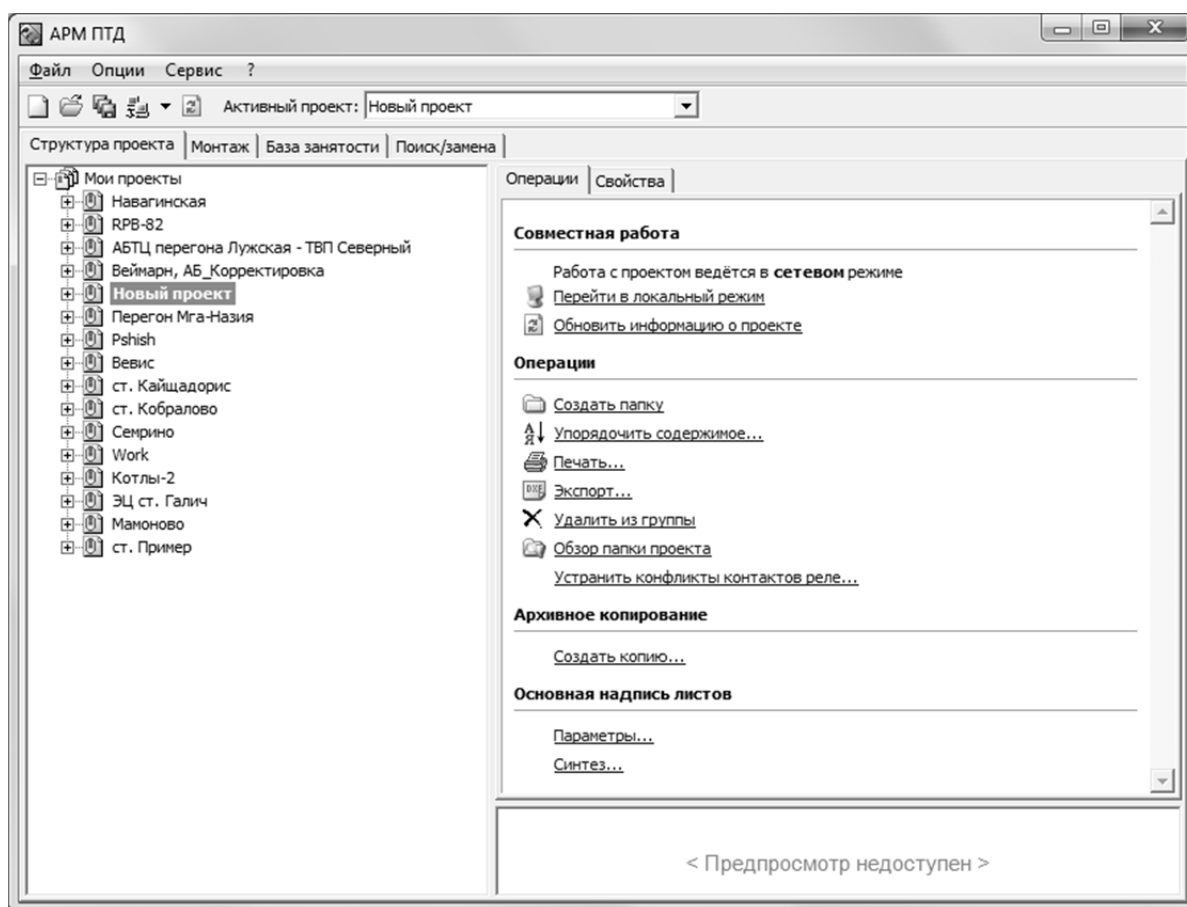 АРМ ПТД
Файл Опции Сервис ?
Активный проект: Новый проект
Структура проекта Монтаж База занятости Поиск/замена
Мои проекты
Навагинская
RPB-82
АБТЦ перегона Лужская - ТВП Северный
Веймарн, АБ_Корректировка
Новый проект
Перегон Мга-Назия
Pshish
Вевис
ст. Кайщадорис
ст. Кобралово
Семрино
Work
Котлы-2
ЭЦ ст. Галич
Мамоново
ст. Пример
Операции Свойства
Совместная работа
Работа с проектом ведётся в сетевом режиме
Перейти в локальный режим
Обновить информацию о проекте
Операции
Создать папку
Упорядочить содержимое...
Печать...
Экспорт...
Удалить из группы
Обзор папки проекта
Устранить конфликты контактов реле...
Архивное копирование
Создать копию...
Основная надпись листов
Параметры...
Синтез...
< Предпросмотр недоступен >